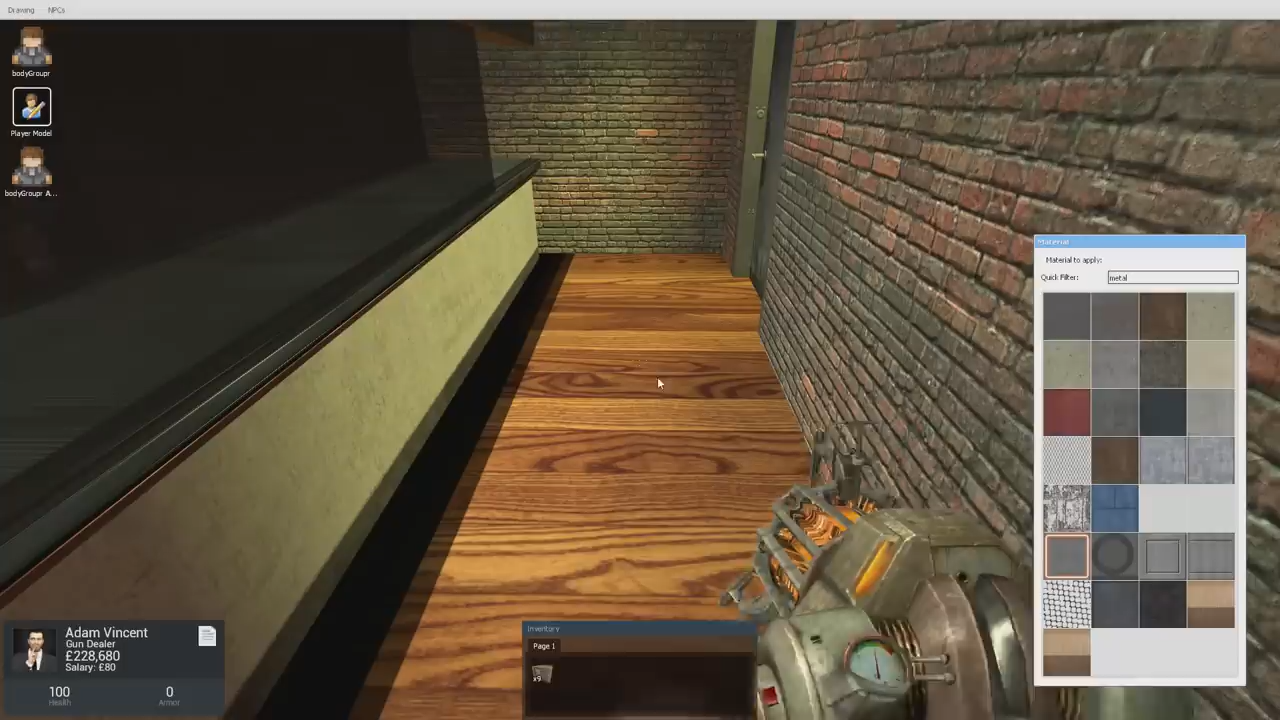 Drawing NPCs
bodyGroupr
Player Model
bodyGroupr A...
Material
Material to apply:
Quick Filter: metal
Adam Vincent
Gun Dealer
£228,680
Salary: £80
100 0
Health Armor
Inventory
Page 1
x9